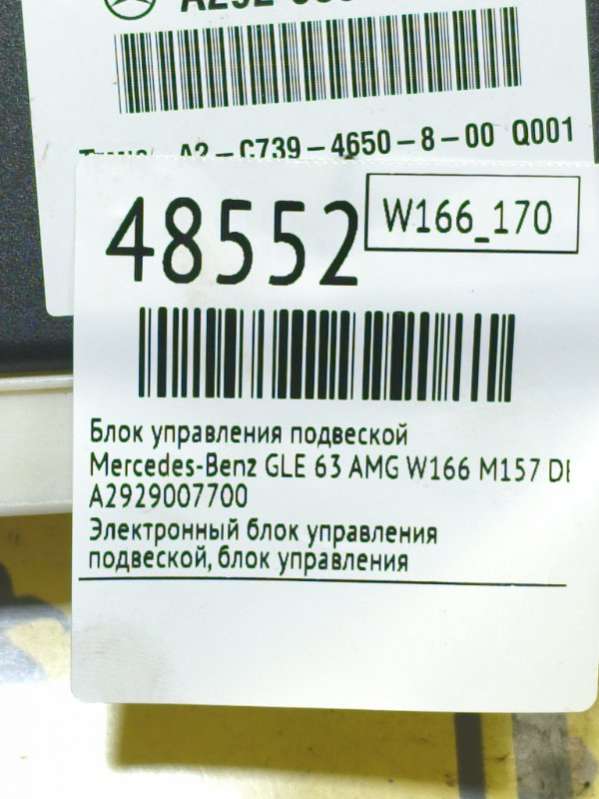 A2-C739-4650-8-00 Q001
48552
W166_170
Блок управления подвеской
Mercedes-Benz GLE 63 AMG W166 M157 DE
A2929007700
Электронный блок управления
подвеской, блок управления